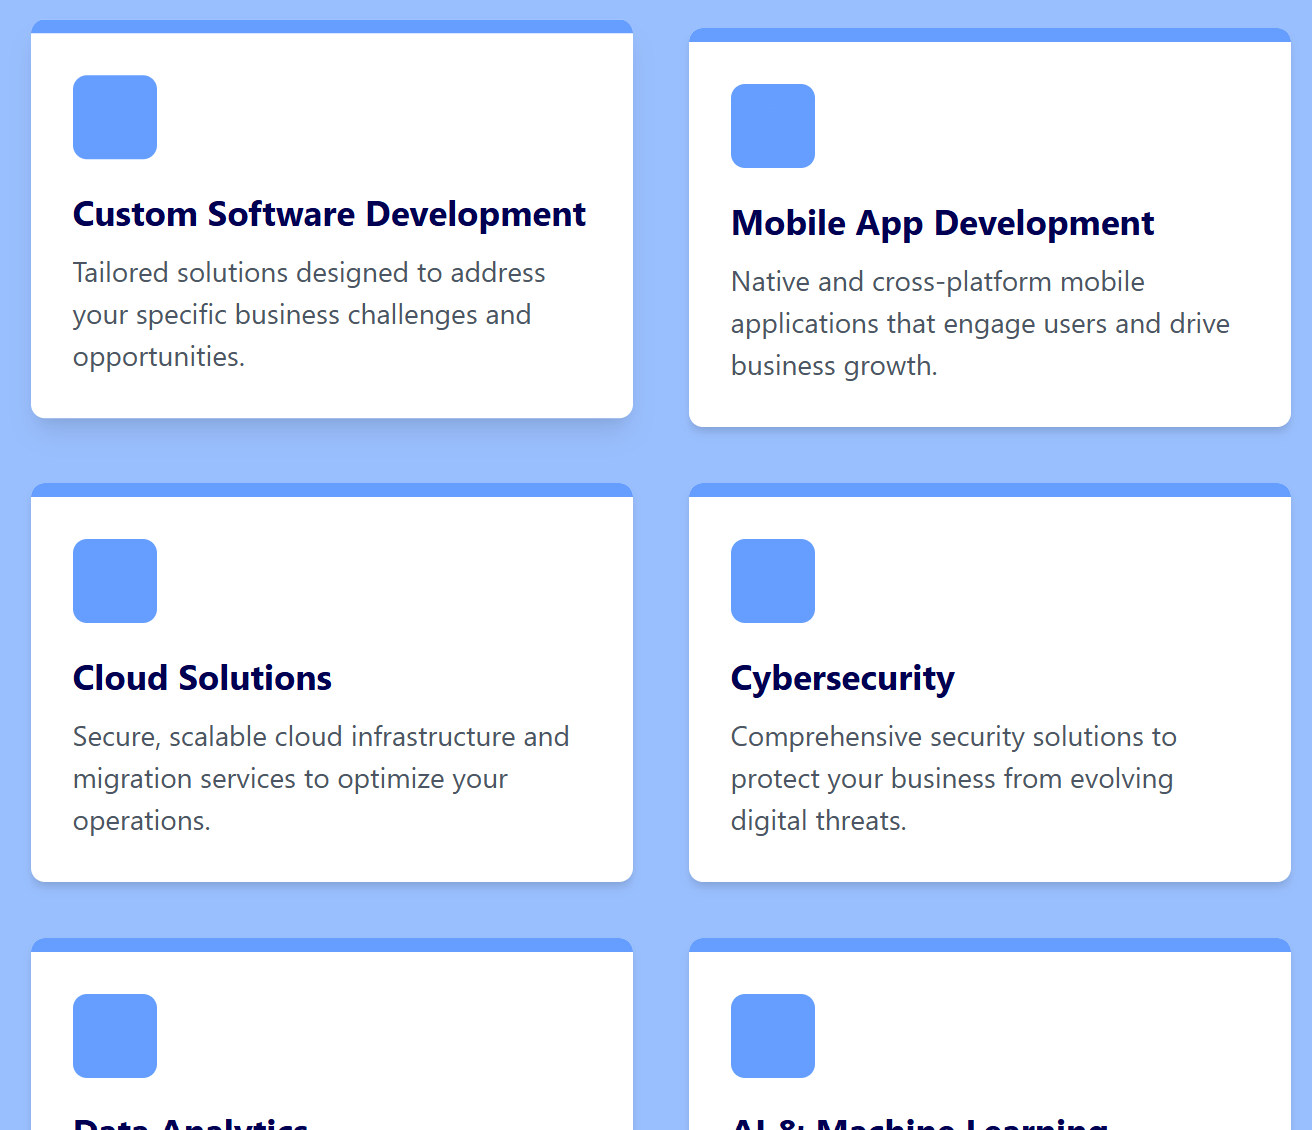 Custom Software Development
Tailored solutions designed to address
your specific business challenges and
opportunities.
Mobile App Development
Native and cross-platform mobile
applications that engage users and drive
business growth.
Cloud Solutions
Secure, scalable cloud infrastructure and
migration services to optimize your
operations.
Cybersecurity
Comprehensive security solutions to
protect your business from evolving
digital threats.
Data Analytics
AI & Machine Learning